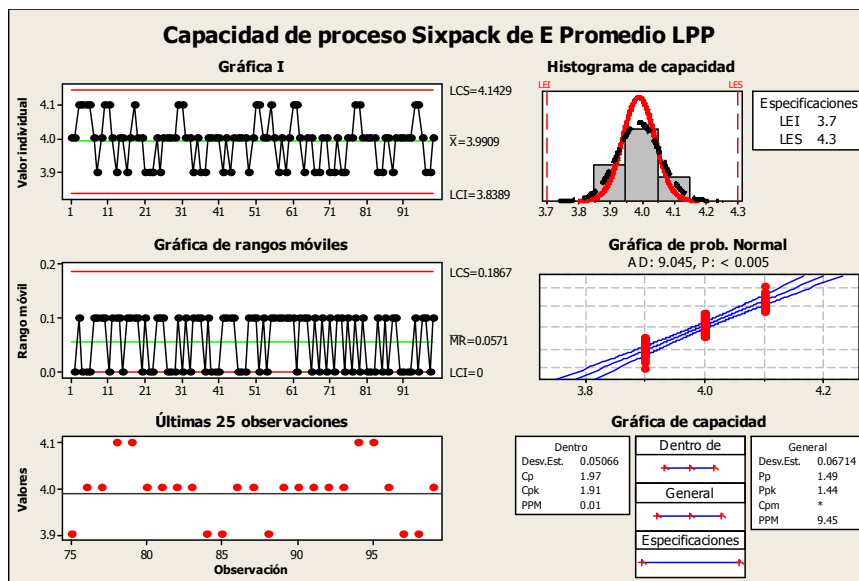 Capacidad de proceso Sixpack de E Promedio LPP
Gráfica I
Valor individual
4.1
4.0
3.9
1 11 21 31 41 51 61 71 81 91
LCS=4.1429
X=3.9909
LCI=3.8389
Histograma de capacidad
LEI LES
3.7 3.8 3.9 4.0 4.1 4.2 4.3
Especificaciones
LEI 3.7
LES 4.3
Gráfica de rangos móviles
Rango móvil
0.2
0.1
0.0
1 11 21 31 41 51 61 71 81 91
LCS=0.1867
MR=0.0571
LCI=0
Gráfica de prob. Normal
AD: 9.045, P: < 0.005
3.8 4.0 4.2
Últimas 25 observaciones
Valores
4.1
4.0
3.9
75 80 85 90 95
Observación
Gráfica de capacidad
Dentro
Desv.Est. 0.05066
Cp 1.97
Cpk 1.91
PPM 0.01
Dentro de
General
Especificaciones
General
Desv.Est. 0.06714
Pp 1.49
Ppk 1.44
Cpm *
PPM 9.45